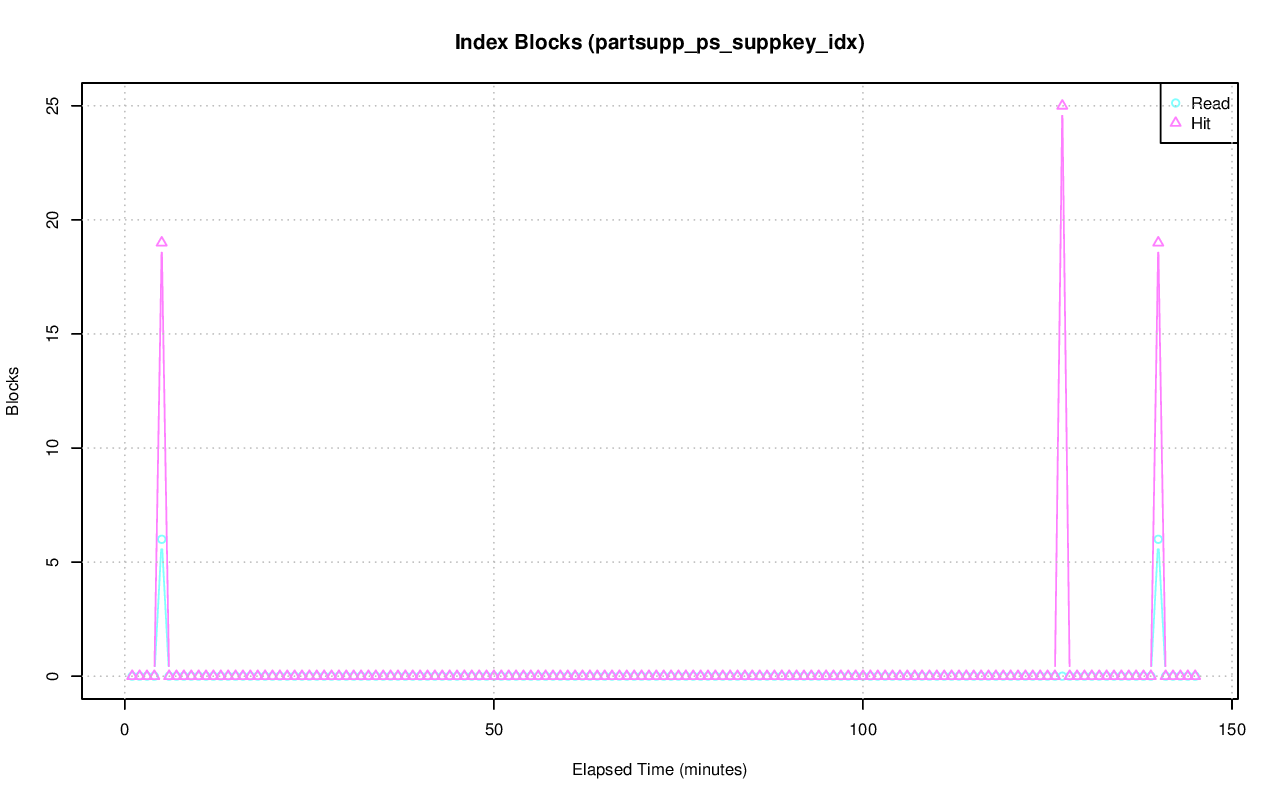 Index Blocks (partsupp_ps_suppkey_idx)
Read
Hit
25
20
15
10
5
0
Blocks
0 50 100 150
Elapsed Time (minutes)